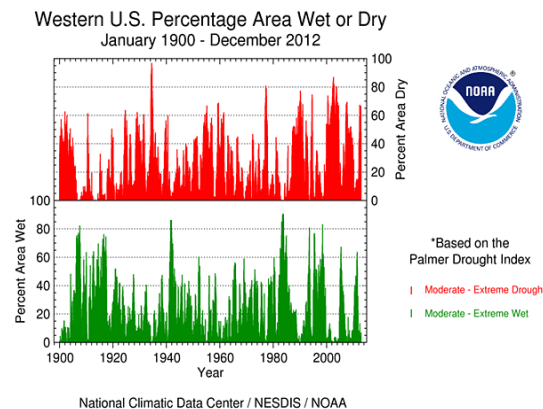 Western U.S. Percentage Area Wet or Dry
January 1900 - December 2012
100
80
60
40
20
0
Percent Area Dry
100
80
60
40
20
0
Percent Area Wet
1900 1920 1940 1960 1980 2000
Year
NATIONAL OCEANIC AND ATMOSPHERIC ADMINISTRATION
NOAA
®
U.S. DEPARTMENT OF COMMERCE
*Based on the
Palmer Drought Index
Moderate - Extreme Drough
Moderate - Extreme Wet
National Climatic Data Center / NESDIS / NOAA